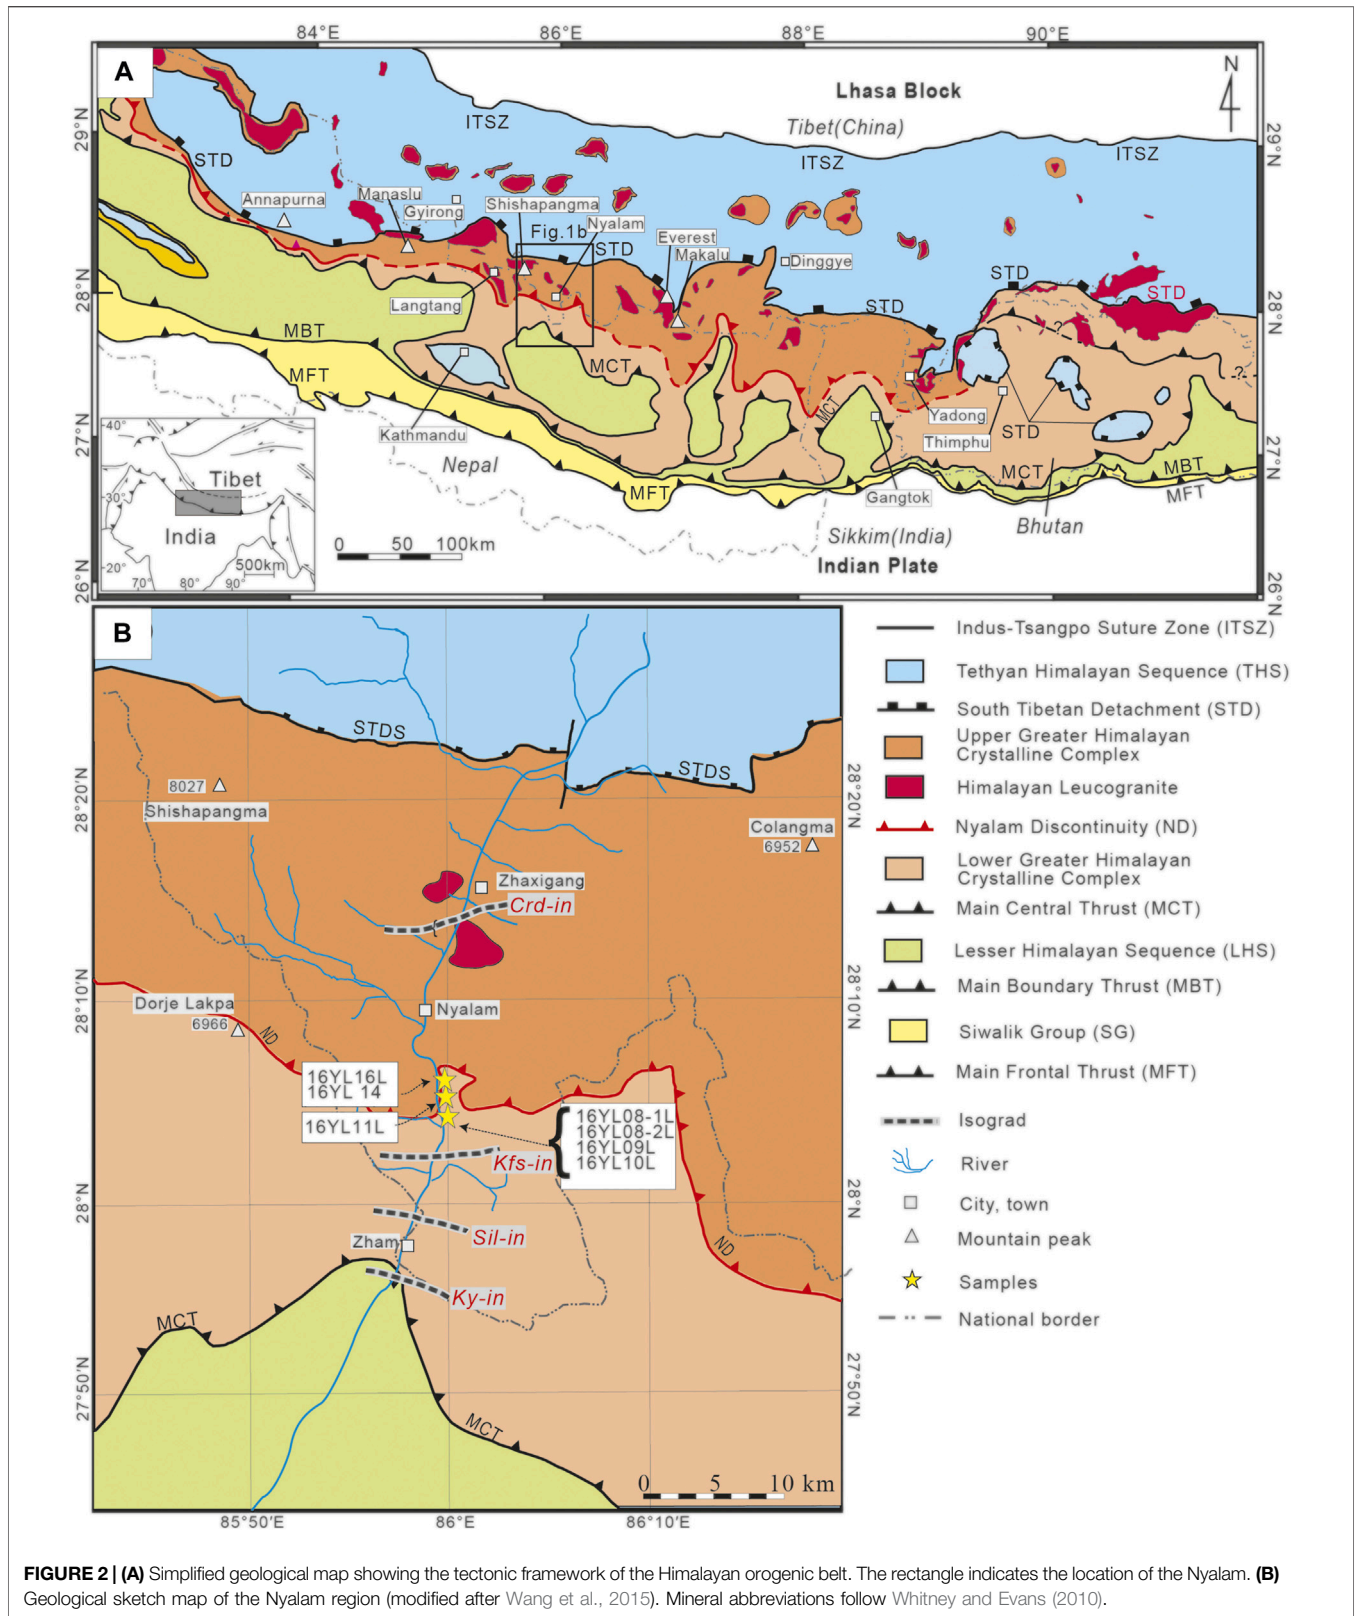 A
84°E
86°E
88°E
90°E
N
Lhasa Block
Tibet(China)
ITSZ
ITSZ
ITSZ
29°N
29°N
STD
Annapurna
Manaslu
Gyirong
Shishapangma
Nyalam
Fig.1b
STD
Everest
Makalu
Dinggye
STD
STD
STD
28°N
28°N
Langtang
MBT
MCT
MFT
MCT
?
?
Yadong
Thimphu
STD
Kathmandu
Nepal
MFT
Gangtok
MCT
MBT
MFT
27°N
27°N
Sikkim(India)
Bhutan
Indian Plate
0 50 100km
26°N
26°N
40°
30°
20°
70° 80° 90°
Tibet
India
500km
B
STDS
STDS
8027
Shishapangma
28°20'N
28°20'N
Colangma
6952
Zhaxigang
Crd-in
28°10'N
28°10'N
Dorje Lakpa
6966
ND
Nyalam
16YL16L
16YL 14
16YL11L
16YL08-1L
16YL08-2L
16YL09L
16YL10L
Kfs-in
28°N
28°N
Sil-in
Zham
ND
Ky-in
MCT
MCT
27°50'N
27°50'N
0 5 10 km
85°50'E
86°E
86°10'E
Indus-Tsangpo Suture Zone (ITSZ)
Tethyan Himalayan Sequence (THS)
South Tibetan Detachment (STD)
Upper Greater Himalayan
Crystalline Complex
Himalayan Leucogranite
Nyalam Discontinuity (ND)
Lower Greater Himalayan
Crystalline Complex
Main Central Thrust (MCT)
Lesser Himalayan Sequence (LHS)
Main Boundary Thrust (MBT)
Siwalik Group (SG)
Main Frontal Thrust (MFT)
Isograd
River
City, town
Mountain peak
Samples
National border
FIGURE 2 | (A) Simplified geological map showing the tectonic framework of the Himalayan orogenic belt. The rectangle indicates the location of the Nyalam. (B)
Geological sketch map of the Nyalam region (modified after Wang et al., 2015). Mineral abbreviations follow Whitney and Evans (2010).